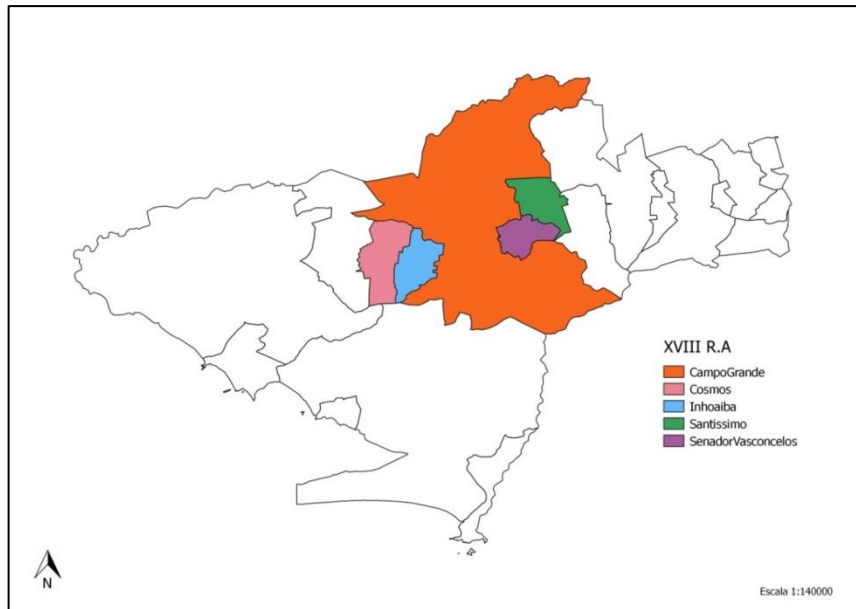 XVIII R.A
CampoGrande
Cosmos
Inhoaiba
Santissimo
SenadorVasconcelos
N
Escala 1:140000